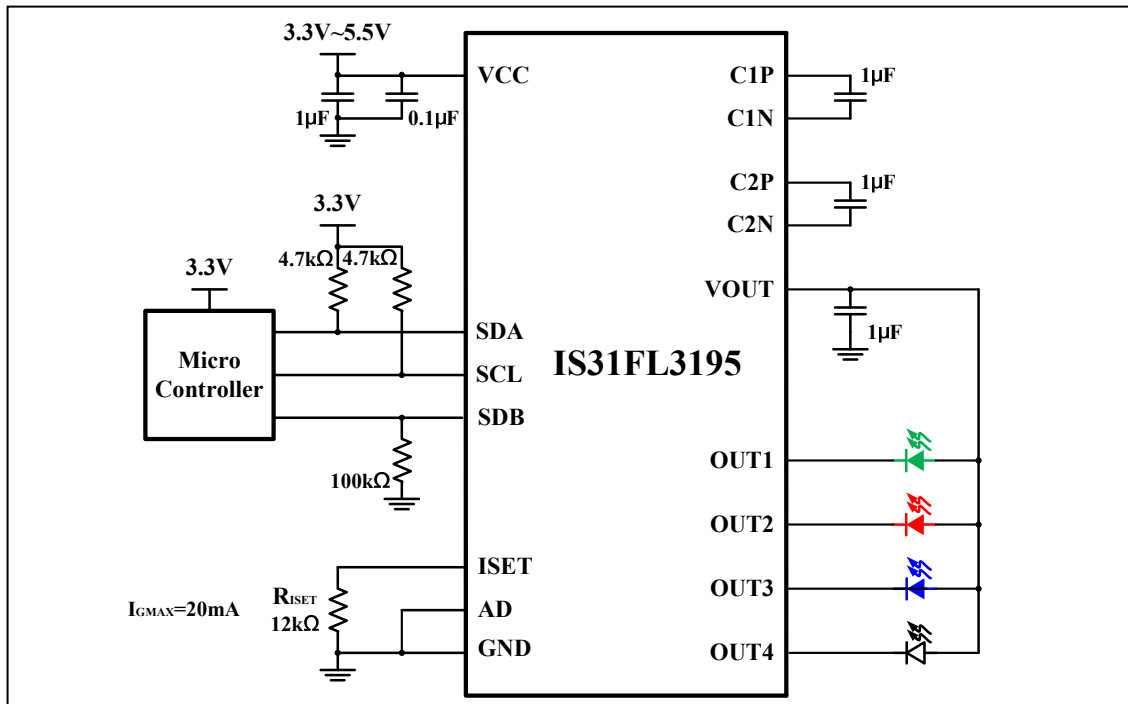 3.3V~5.5V
VCC
1μF
0.1μF
3.3V
4.7kΩ
4.7kΩ
3.3V
Micro
Controller
SDA
SCL
SDB
100kΩ
ISET
RISET
12kΩ
IGMAX=20mA
AD
GND
IS31FL3195
C1P
1μF
C1N
C2P
1μF
C2N
VOUT
1μF
OUT1
OUT2
OUT3
OUT4